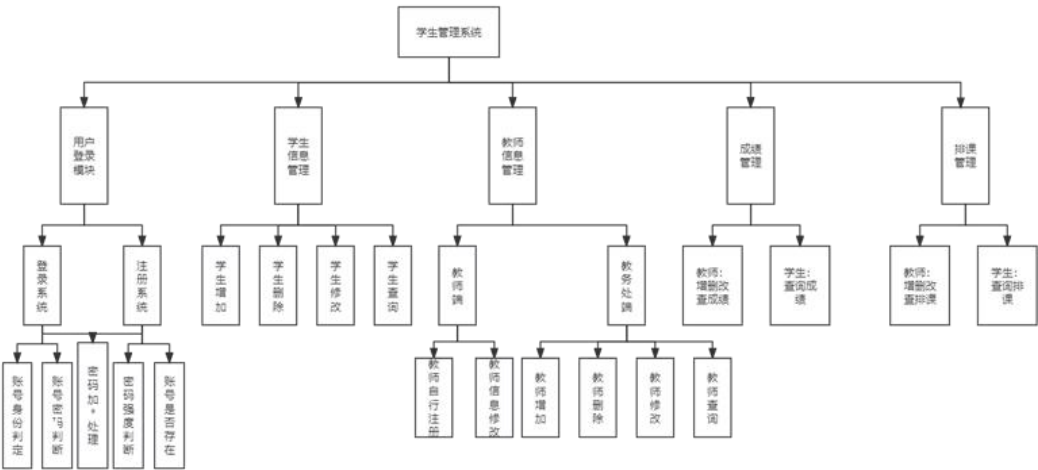 学生管理系统
用户
登录
模块
学生
信息
管理
教师
信息
管理
成绩
管理
排课
管理
登录系统
注册系统
学生增加
学生删除
学生修改
学生查询
教师端
教务处端
教师:
增删改
查成绩
学生:
查询成
绩
教师:
增删改
查排课
学生:
查询排
课
账号身份判定
账号密码判断
密码加*处理
密码强度判断
账号是否存在
教师自行注册
教师信息修改
教师增加
教师删除
教师修改
教师查询